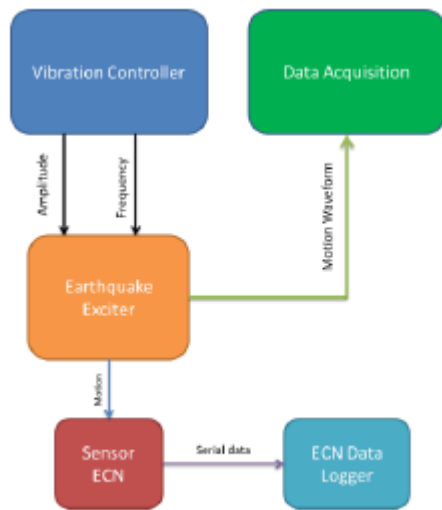 Vibration Controller
Data Acquisition
Amplitude
Frequency
Motion Waveform
Earthquake
Exciter
Motion
Sensor
ECN
Serial data
ECN Data
Logger